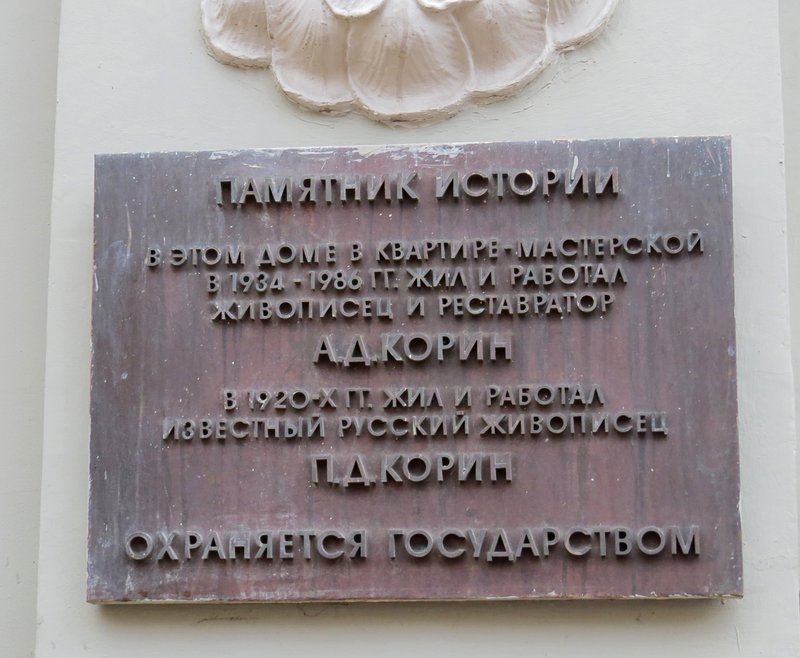 ПАМЯТНИК ИСТОРИИ
В ЭТОМ ДОМЕ В КВАРТИРЕ-МАСТЕРСКОЙ
В 1934-1986 ГГ. ЖИЛ И РАБОТАЛ
ЖИВОПИСЕЦ И РЕСТАВРАТОР
А.Д.КОРИН
В 1920-Х ГГ. ЖИЛ И РАБОТАЛ
ИЗВЕСТНЫЙ РУССКИЙ ЖИВОПИСЕЦ
П.Д.КОРИН
ОХРАНЯЕТСЯ ГОСУДАРСТВОМ